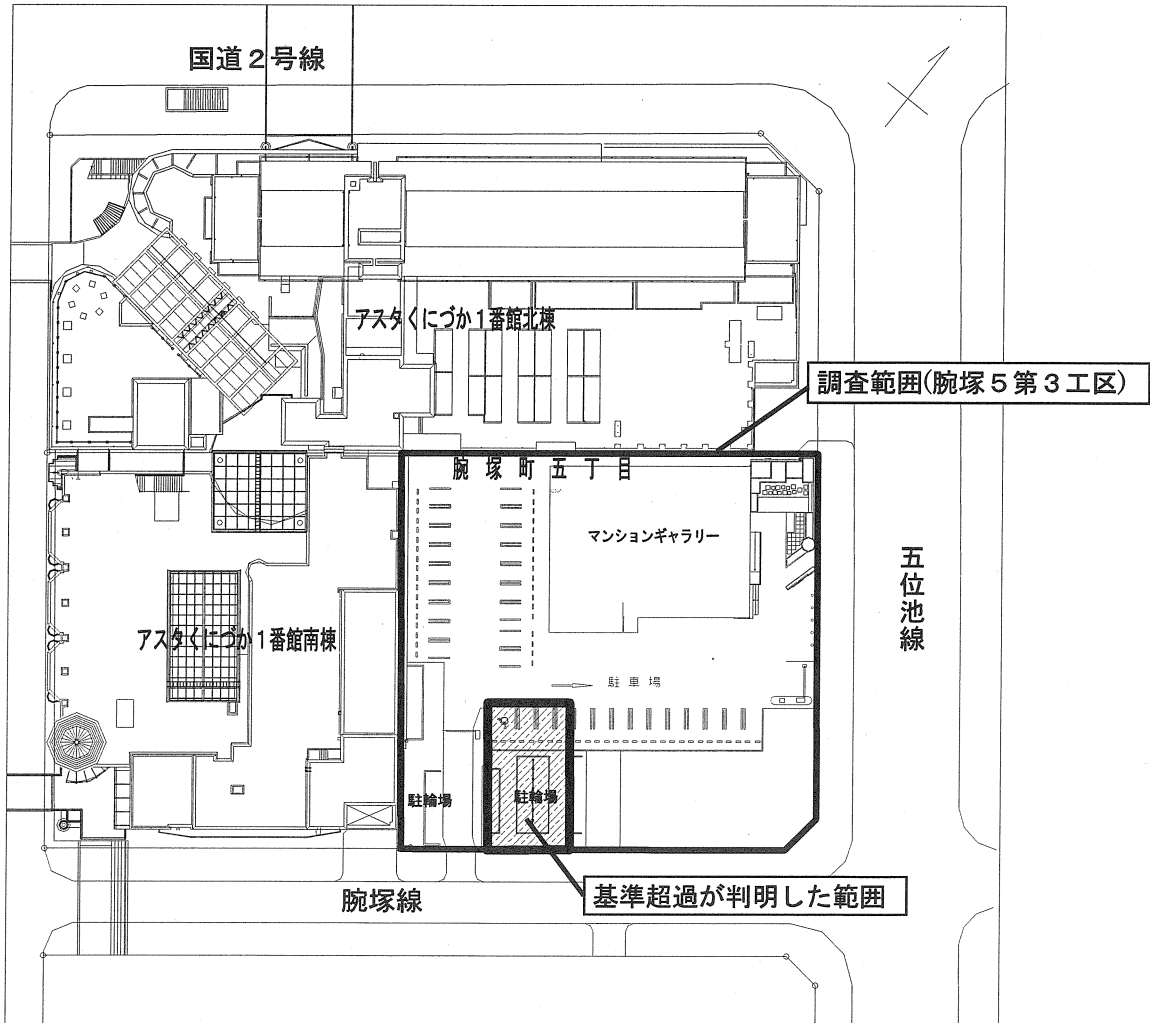 国道２号線
アスタくにづか１番館北棟
調査範囲(腕塚５第３工区)
腕塚町五丁目
マンションギャラリー
五位池線
アスタくにづか１番館南棟
駐車場
駐輪場
駐輪場
基準超過が判明した範囲
腕塚線